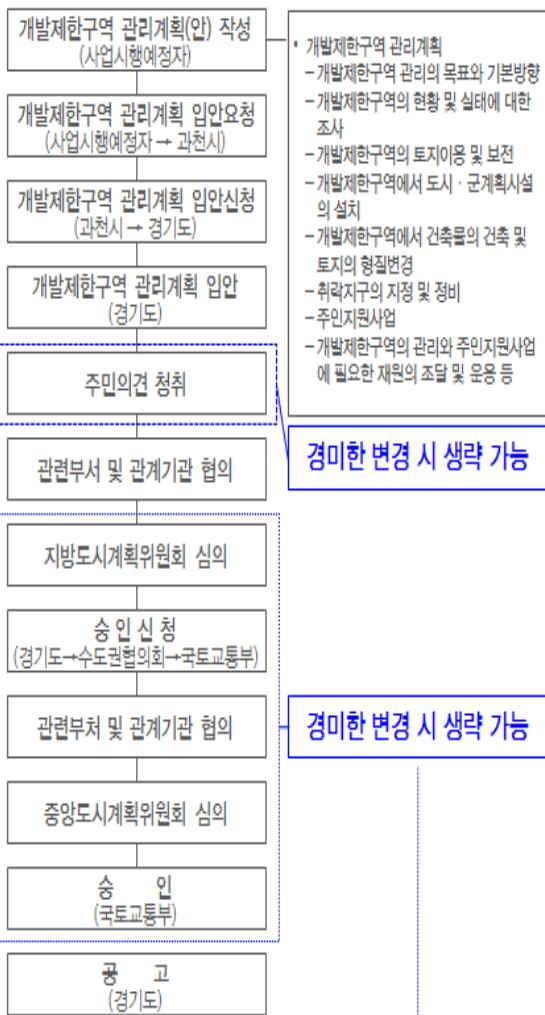 개발제한구역 관리계획(안) 작성
(사업시행예정자)
• 개발제한구역 관리계획
– 개발제한구역 관리의 목표와 기본방향
– 개발제한구역의 현황 및 실태에 대한
조사
– 개발제한구역의 토지이용 및 보전
– 개발제한구역에서 도시 · 군계획시설
의 설치
– 개발제한구역에서 건축물의 건축 및
토지의 형질변경
– 취락지구의 지정 및 정비
– 주민지원사업
– 개발제한구역의 관리와 주민지원사업
에 필요한 재원의 조달 및 운용 등
개발제한구역 관리계획 입안요청
(사업시행예정자 → 과천시)
개발제한구역 관리계획 입안신청
(과천시 → 경기도)
개발제한구역 관리계획 입안
(경기도)
주민의견 청취
경미한 변경 시 생략 가능
관련부서 및 관계기관 협의
지방도시계획위원회 심의
승 인 신 청
(경기도→수도권협의회→국토교통부)
관련부처 및 관계기관 협의
경미한 변경 시 생략 가능
중앙도시계획위원회 심의
승 인
(국토교통부)
공 고
(경기도)